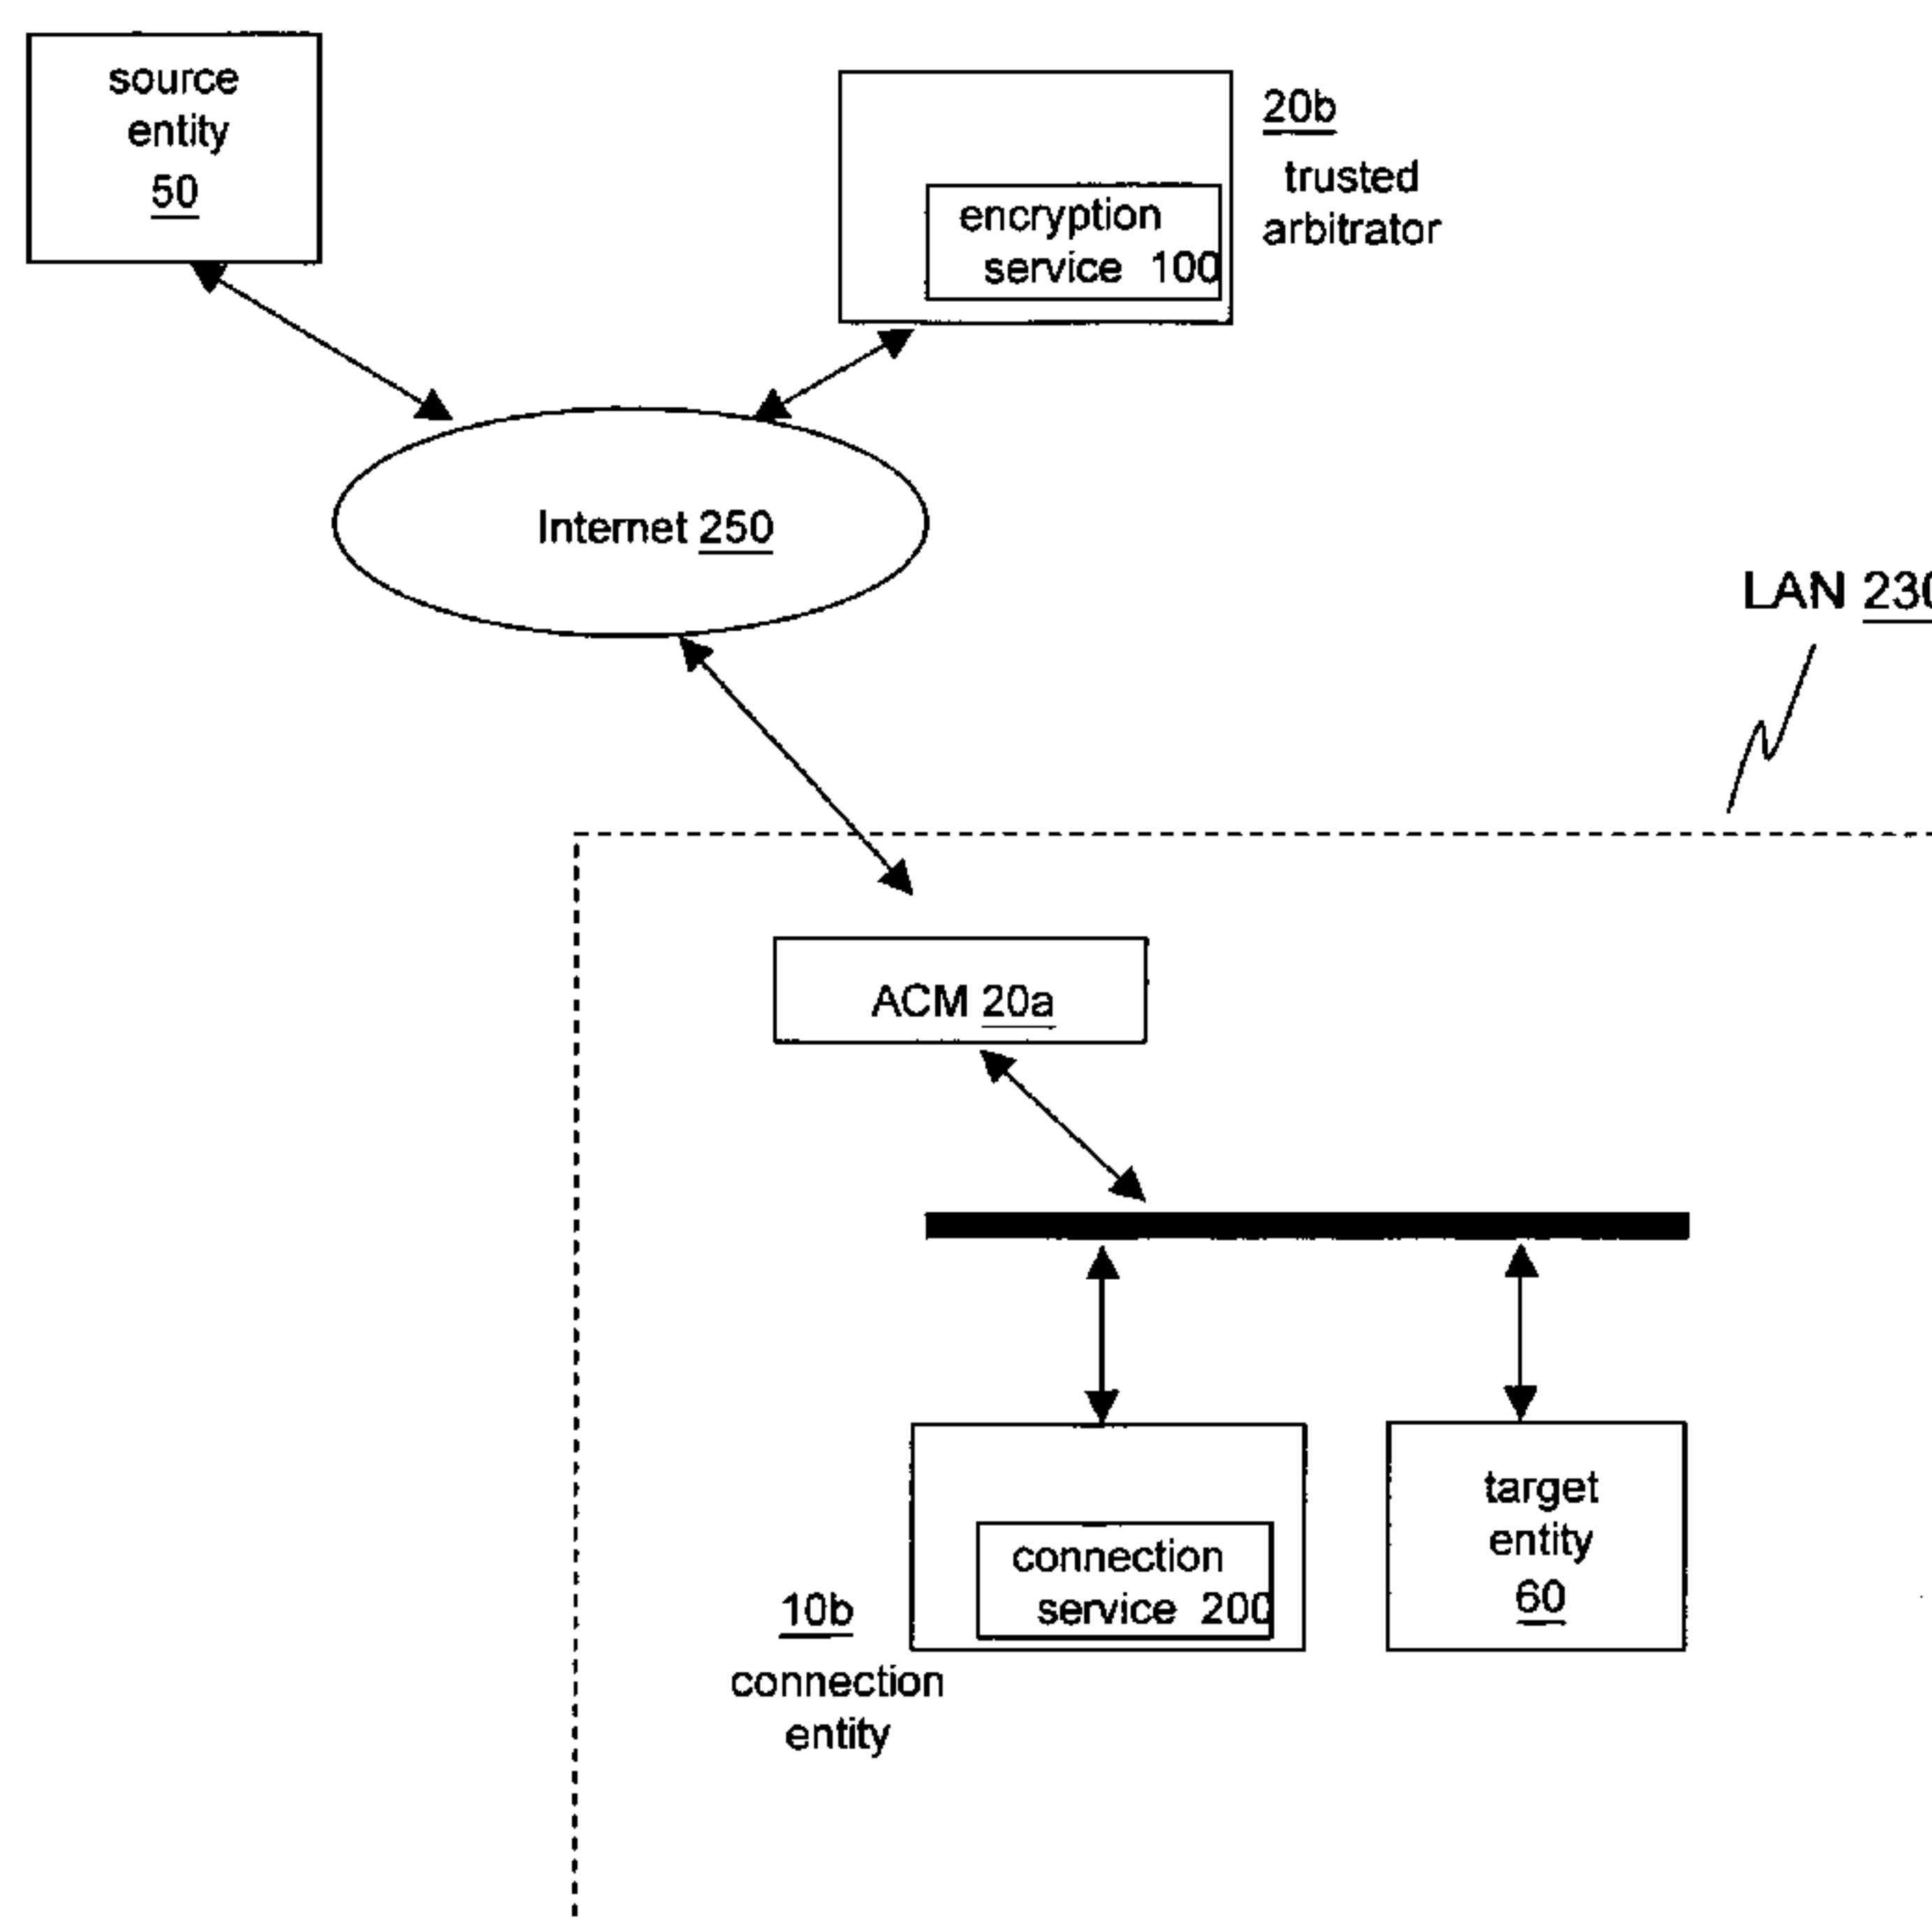 source
entity
50
20b
trusted
arbitrator
encryption
service 100
Internet 250
LAN 230
ACM 20a
connection
service 200
target
entity
60
10b
connection
entity